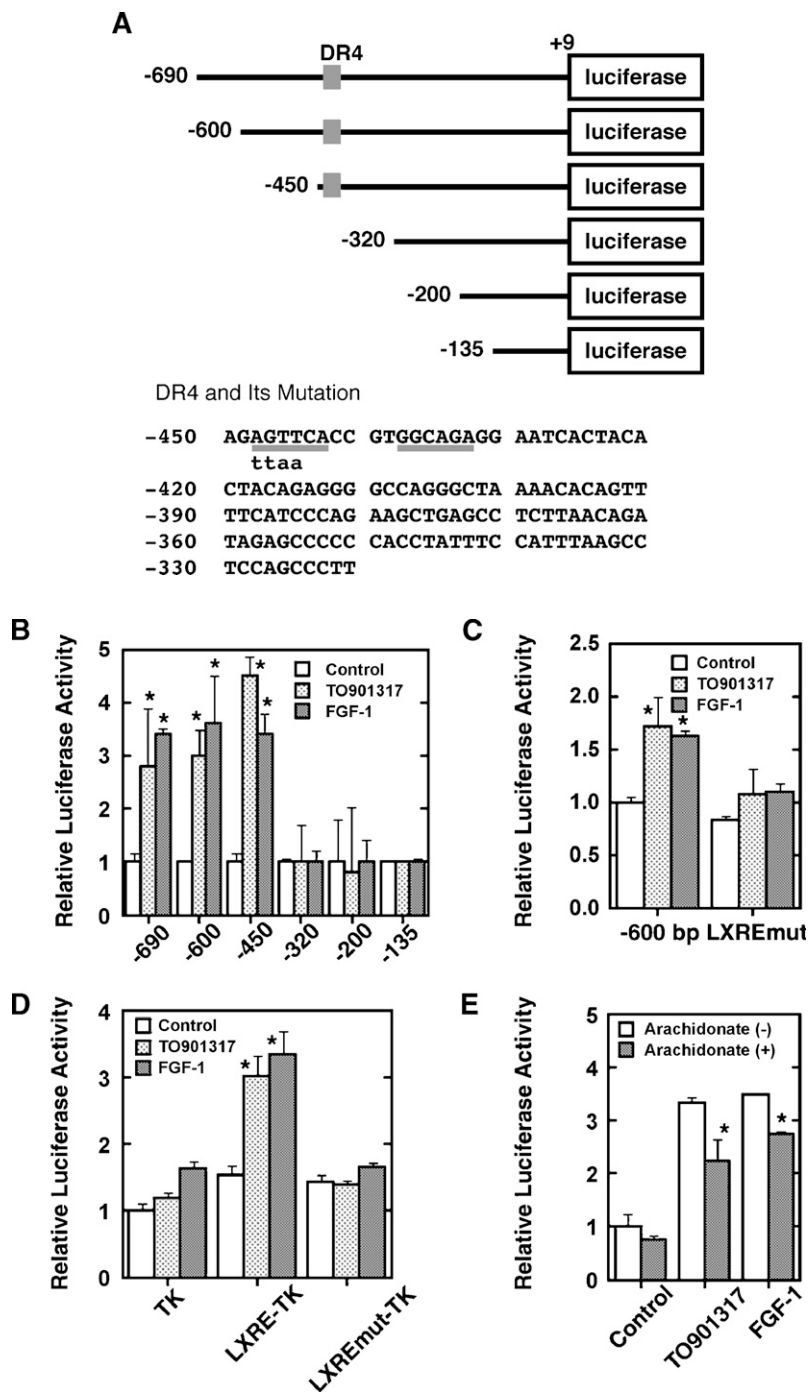 A
DR4
+9
-690
luciferase
-600
luciferase
-450
luciferase
-320
luciferase
-200
luciferase
-135
luciferase
DR4 and Its Mutation
-450 AGAGTTCACC GTGGCAGAGG AATCACTACA
ttaa
-420 CTACAGAGGG GCCAGGGCTA AAACACAGTT
-390 TTCATCCCAG AAGCTGAGCC TCTTAACAGA
-360 TAGAGCCCCC CACCTATTTCC ATTTAAGCC
-330 TCCAGCCCTT
B
Relative Luciferase Activity
5
4
3
2
1
0
Control
TO901317
FGF-1
* * * * * *
-690 -600 -450 -320 -200 -135
C
Relative Luciferase Activity
2.5
2.0
1.5
1.0
0.5
0.0
Control
TO901317
FGF-1
* *
-600 bp LXREmut
D
Relative Luciferase Activity
4
3
2
1
0
Control
TO901317
FGF-1
* *
TK LXRE-TK LXREmut-TK
E
Relative Luciferase Activity
5
4
3
2
1
0
Arachidonate (-)
Arachidonate (+)
* *
Control TO901317 FGF-1